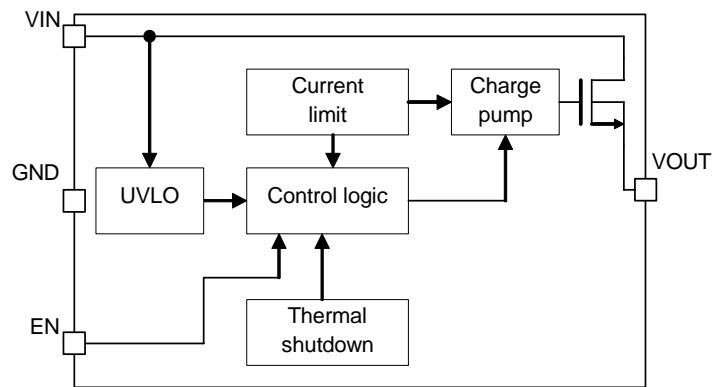 VIN
Current
limit
Charge
pump
GND
UVLO
Control logic
VOUT
EN
Thermal
shutdown